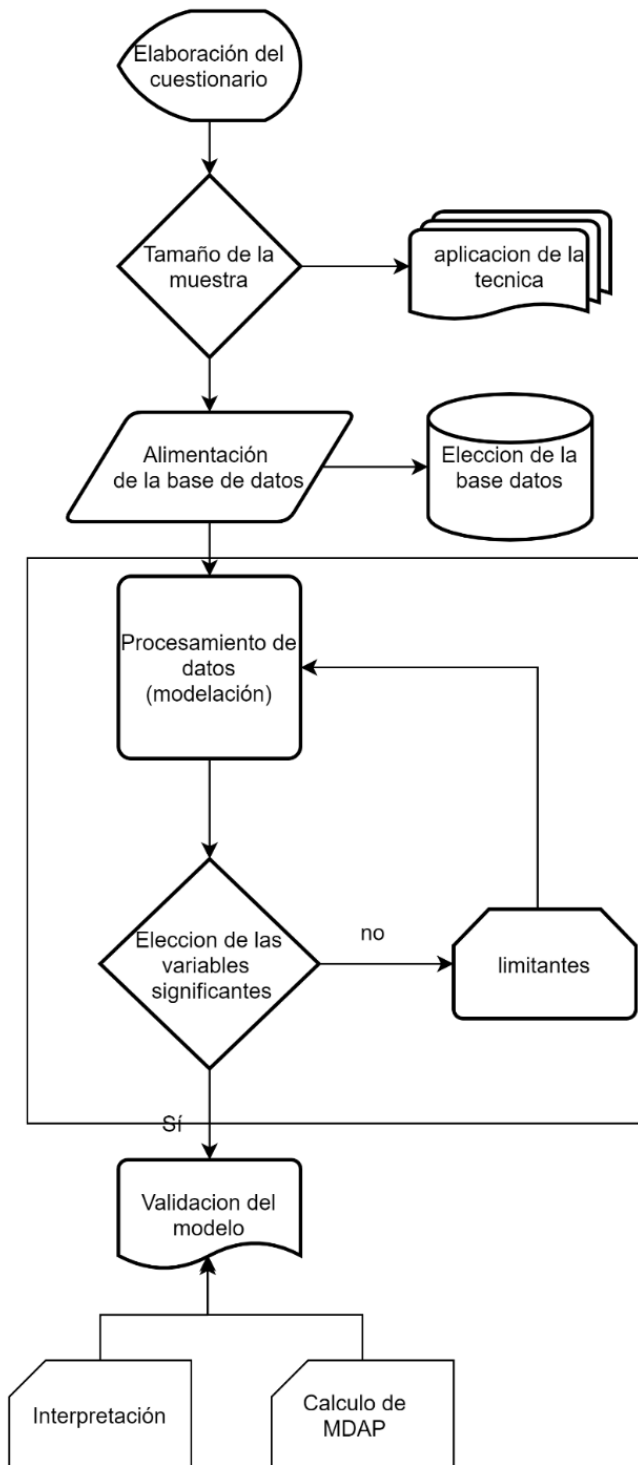 Elaboración del
cuestionario
Tamaño de la
muestra
aplicacion de la
tecnica
Alimentación
de la base de datos
Eleccion de la
base datos
Procesamiento de
datos
(modelación)
Eleccion de las
variables
significantes
no
limitantes
Sí
Validacion del
modelo
Interpretación
Calculo de
MDAP